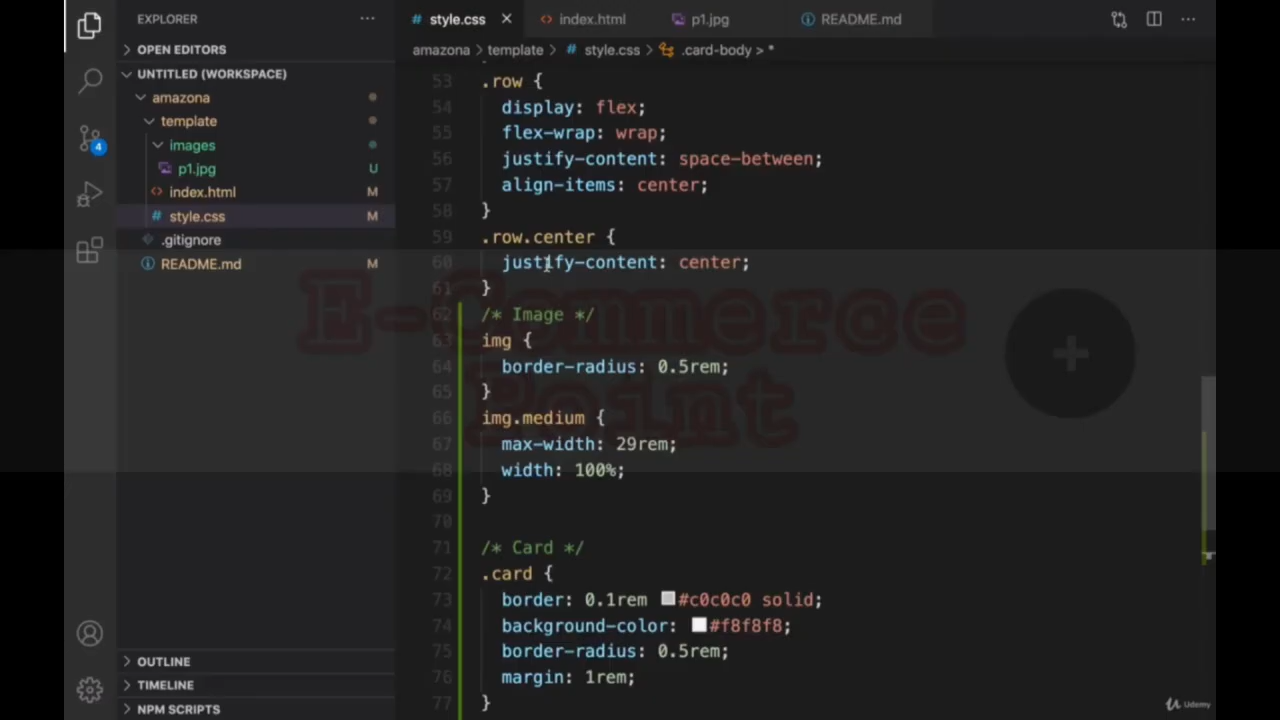 EXPLORER
style.css
index.html
p1.jpg
README.md
OPEN EDITORS
amazona > template > # style.css > .card-body > *
UNTITLED (WORKSPACE)
amazona
template
images
p1.jpg U
index.html M
style.css M
.gitignore
README.md M
4
53 .row {
54 display: flex;
55 flex-wrap: wrap;
56 justify-content: space-between;
57 align-items: center;
58 }
59 .row.center {
60 justify-content: center;
61 }
62 /* Image */
63 img {
64 border-radius: 0.5rem;
65 }
66 img.medium {
67 max-width: 29rem;
68 width: 100%;
69 }
70
71 /* Card */
72 .card {
73 border: 0.1rem #c0c0c0 solid;
74 background-color: #f8f8f8;
75 border-radius: 0.5rem;
76 margin: 1rem;
77 }
E-Commerce
Point
+
OUTLINE
TIMELINE
NPM SCRIPTS
Udemy